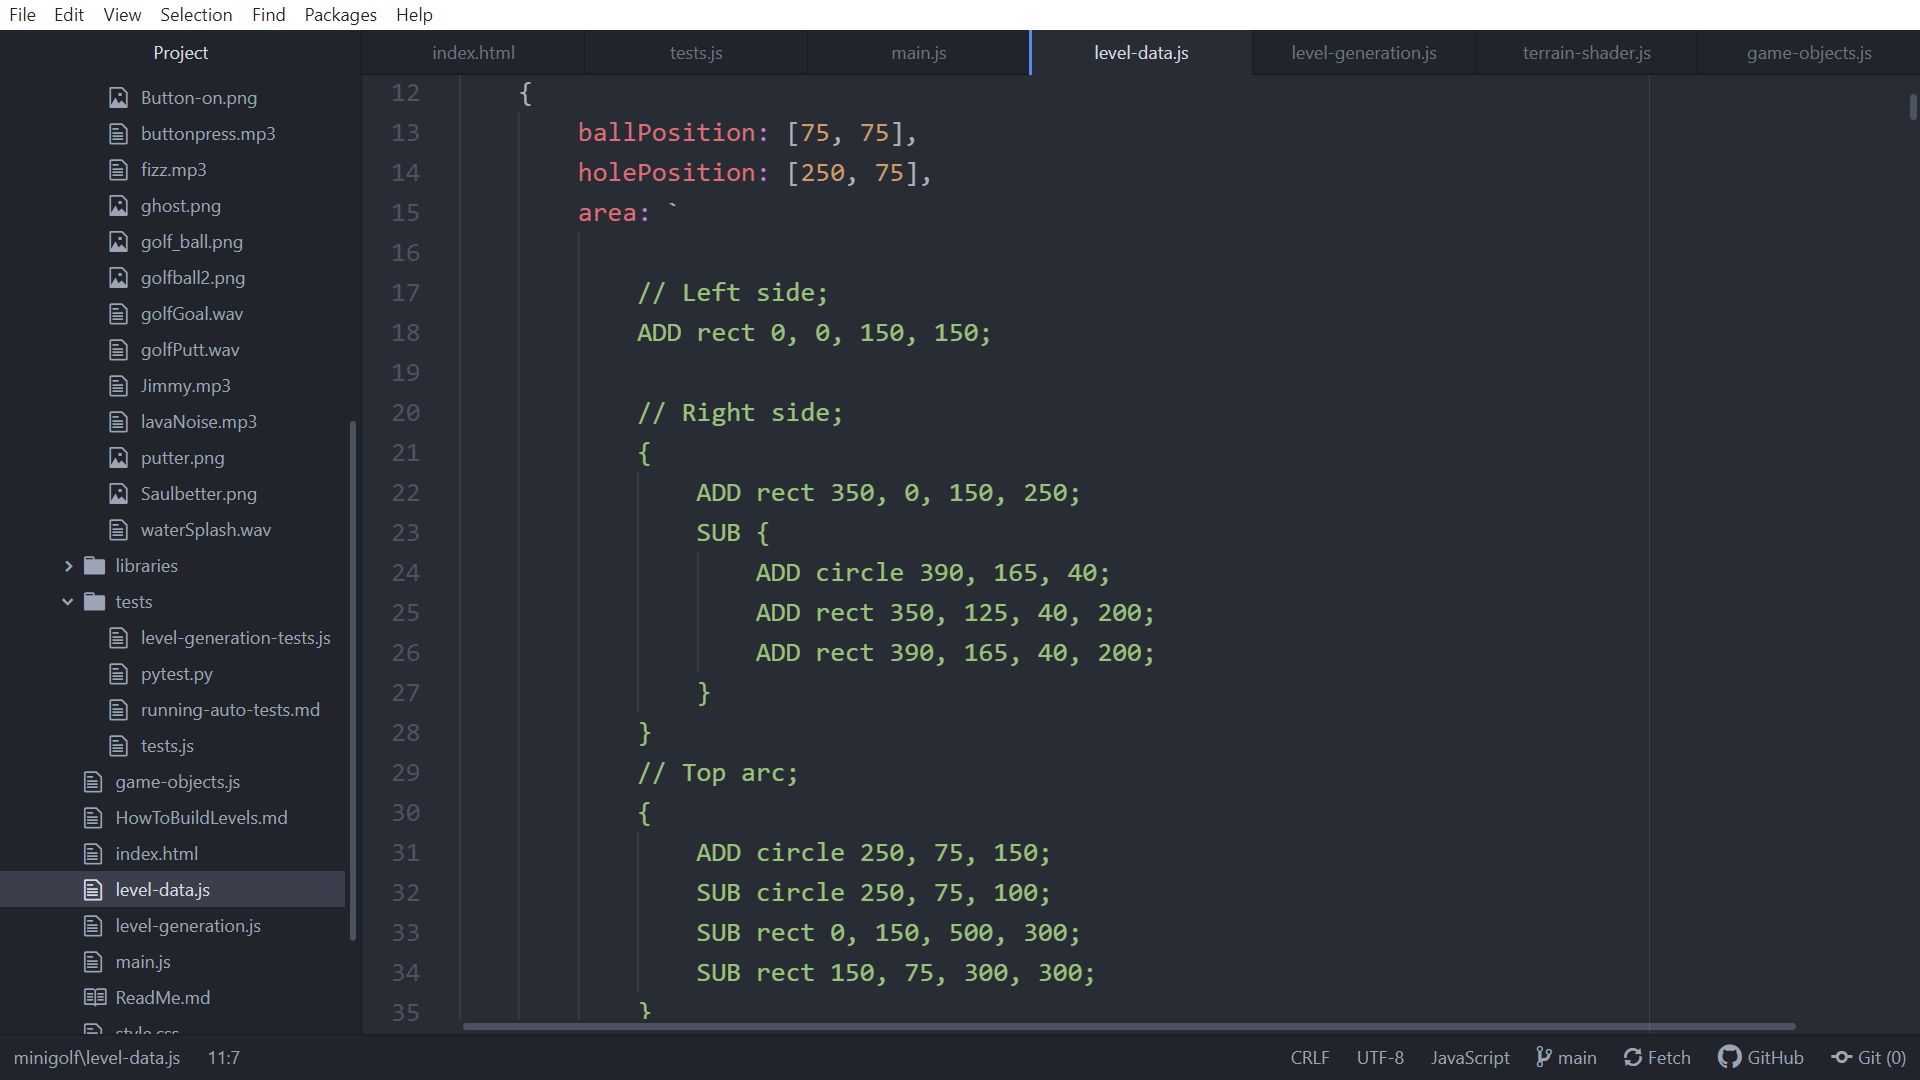 File Edit View Selection Find Packages Help
Project
index.html tests.js main.js level-data.js level-generation.js terrain-shader.js game-objects.js
Button-on.png
buttonpress.mp3
fizz.mp3
ghost.png
golf_ball.png
golfball2.png
golfGoal.wav
golfPutt.wav
Jimmy.mp3
lavaNoise.mp3
putter.png
Saulbetter.png
waterSplash.wav
libraries
tests
level-generation-tests.js
pytest.py
running-auto-tests.md
tests.js
game-objects.js
HowToBuildLevels.md
index.html
level-data.js
level-generation.js
main.js
ReadMe.md
style.css
12 {
13 ballPosition: [75, 75],
14 holePosition: [250, 75],
15 area: `
16
17 // Left side;
18 ADD rect 0, 0, 150, 150;
19
20 // Right side;
21 {
22 ADD rect 350, 0, 150, 250;
23 SUB {
24 ADD circle 390, 165, 40;
25 ADD rect 350, 125, 40, 200;
26 ADD rect 390, 165, 40, 200;
27 }
28 }
29 // Top arc;
30 {
31 ADD circle 250, 75, 150;
32 SUB circle 250, 75, 100;
33 SUB rect 0, 150, 500, 300;
34 SUB rect 150, 75, 300, 300;
35 }
minigolf\level-data.js 11:7 CRLF UTF-8 JavaScript main Fetch GitHub Git (0)